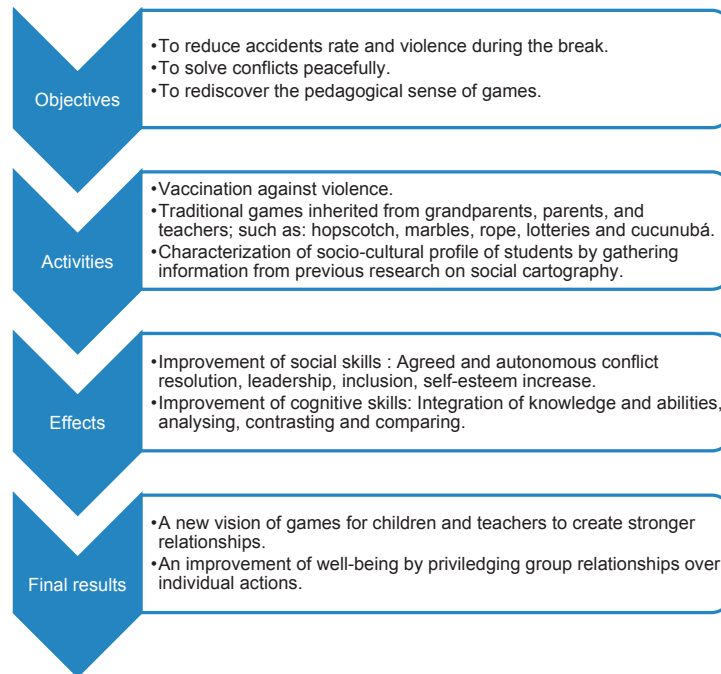 Objectives
•To reduce accidents rate and violence during the break.
•To solve conflicts peacefully.
•To rediscover the pedagogical sense of games.
Activities
•Vaccination against violence.
•Traditional games inherited from grandparents, parents, and
teachers; such as: hopscotch, marbles, rope, lotteries and cucunubá.
•Characterization of socio-cultural profile of students by gathering
information from previous research on social cartography.
Effects
•Improvement of social skills : Agreed and autonomous conflict
resolution, leadership, inclusion, self-esteem increase.
•Improvement of cognitive skills: Integration of knowledge and abilities,
analysing, contrasting and comparing.
Final results
•A new vision of games for children and teachers to create stronger
relationships.
•An improvement of well-being by priviledging group relationships over
individual actions.